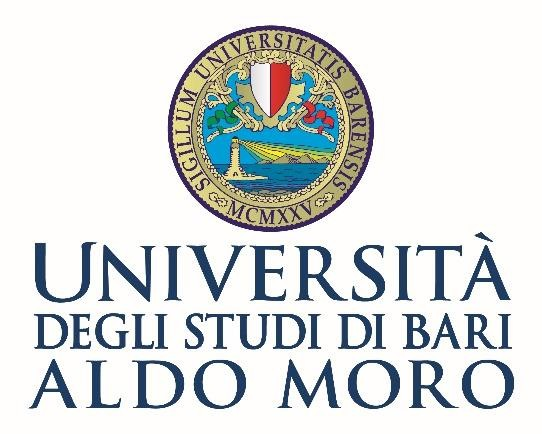 SIGILLUM UNIVERSITATIS BARENSIS
MCMXXV
UNIVERSITÀ
DEGLI STUDI DI BARI
ALDO MORO